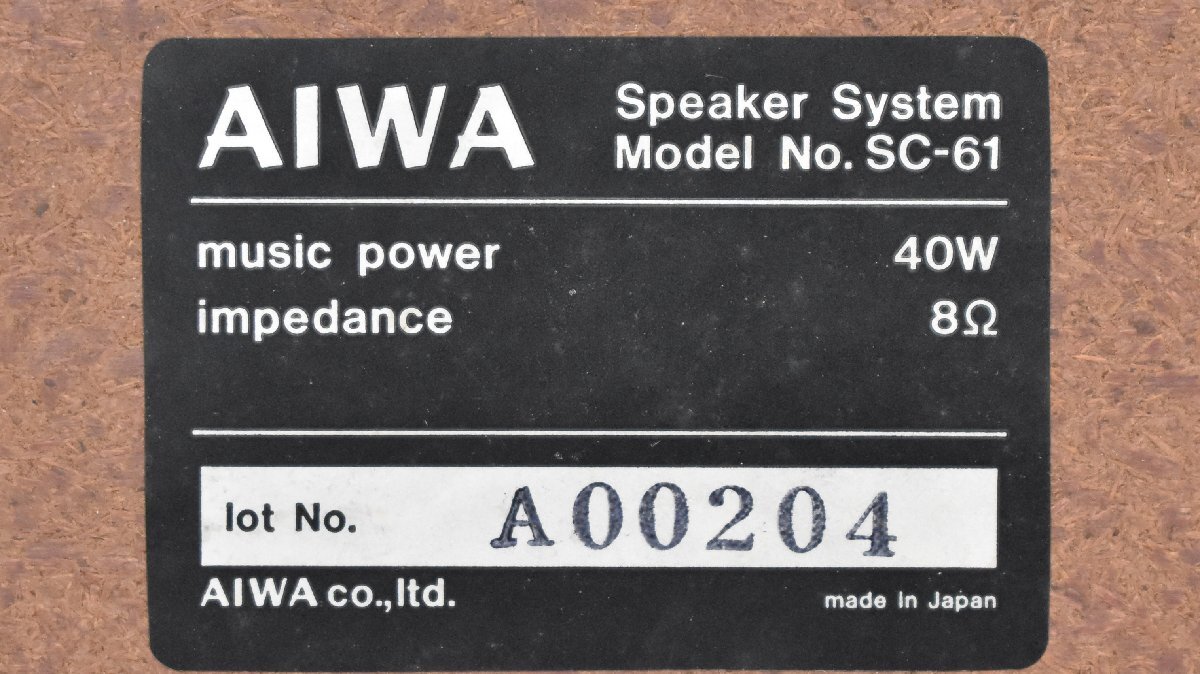 AIWA
Speaker System
Model No. SC-61
music power 40W
impedance 8Ω
lot No. A00204
AIWA co.,ltd.
made in Japan